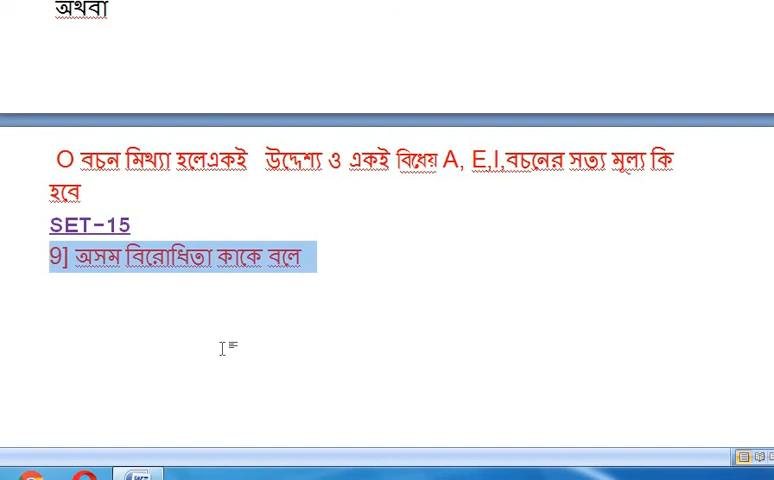 অথবা
O বচন মিথ্যা হলেএকই উদ্দেশ্য ও একই বিধেয় A, E,I,বচনের সত্য মূল্য কি
হবে
SET-15
9] অসম বিরোধিতা কাকে বলে